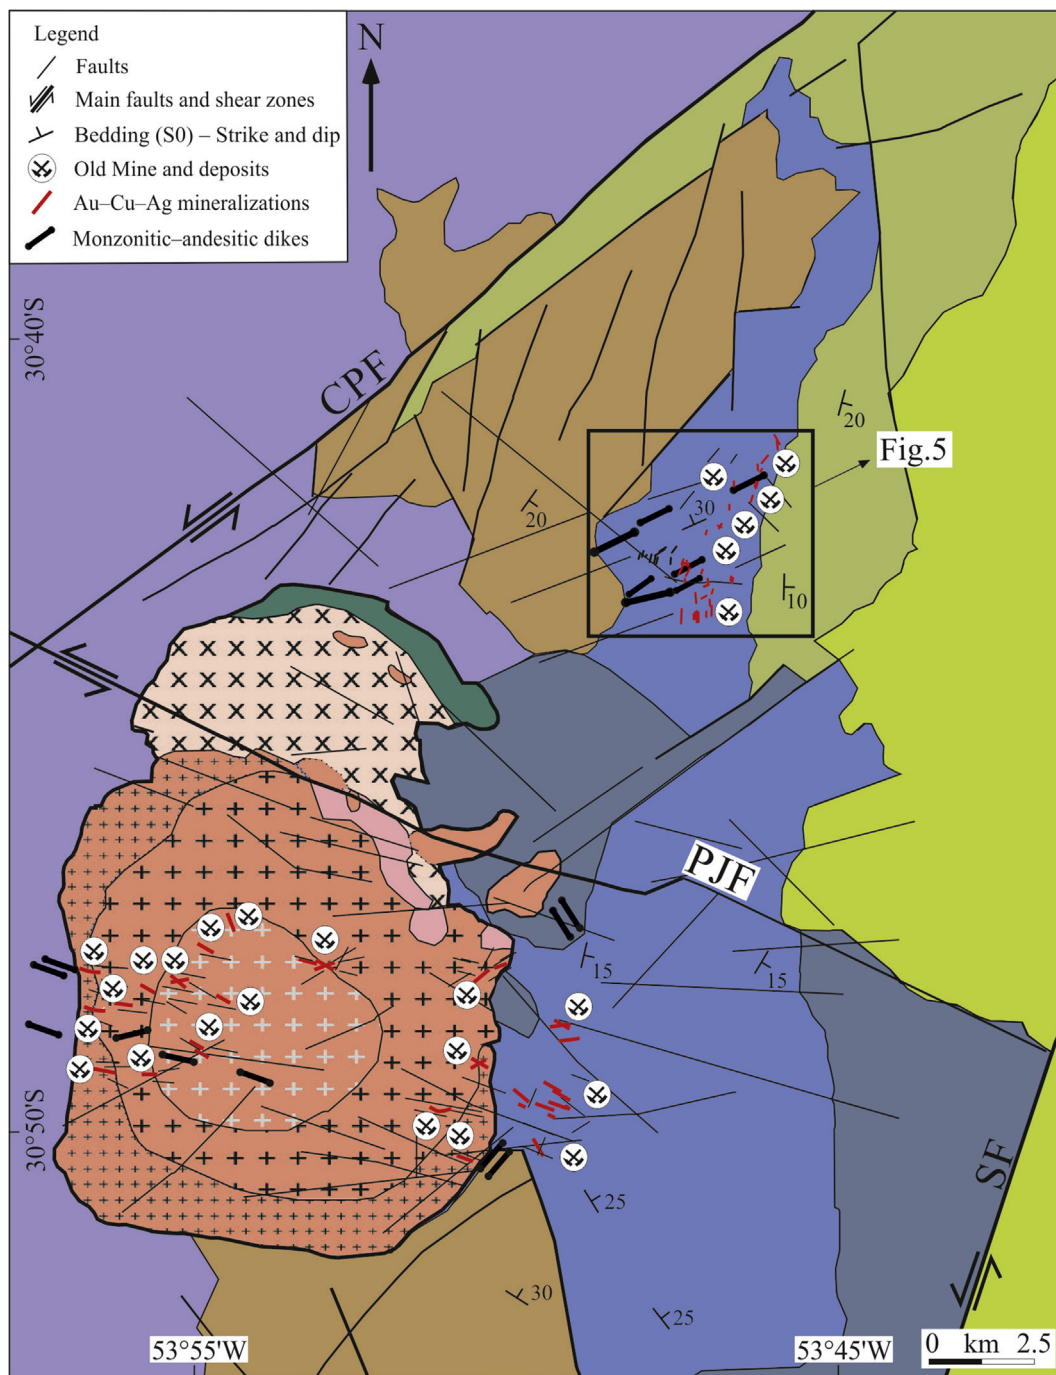 Legend
Faults
Main faults and shear zones
Bedding (S0) – Strike and dip
Old Mine and deposits
Au–Cu–Ag mineralizations
Monzonitic–andesitic dikes
N
30°40'S
CPF
20
Fig.5
20
30
10
PJF
15
15
30°50'S
SF
25
30
25
53°55'W
53°45'W
0 km 2.5